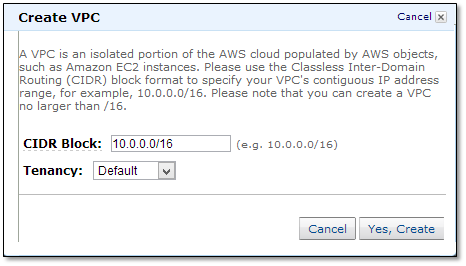 Create VPC Cancel
A VPC is an isolated portion of the AWS cloud populated by AWS objects,
such as Amazon EC2 instances. Please use the Classless Inter-Domain
Routing (CIDR) block format to specify your VPC's contiguous IP address
range, for example, 10.0.0.0/16. Please note that you can create a VPC
no larger than /16.
CIDR Block: 10.0.0.0/16 (e.g. 10.0.0.0/16)
Tenancy: Default
Cancel Yes, Create